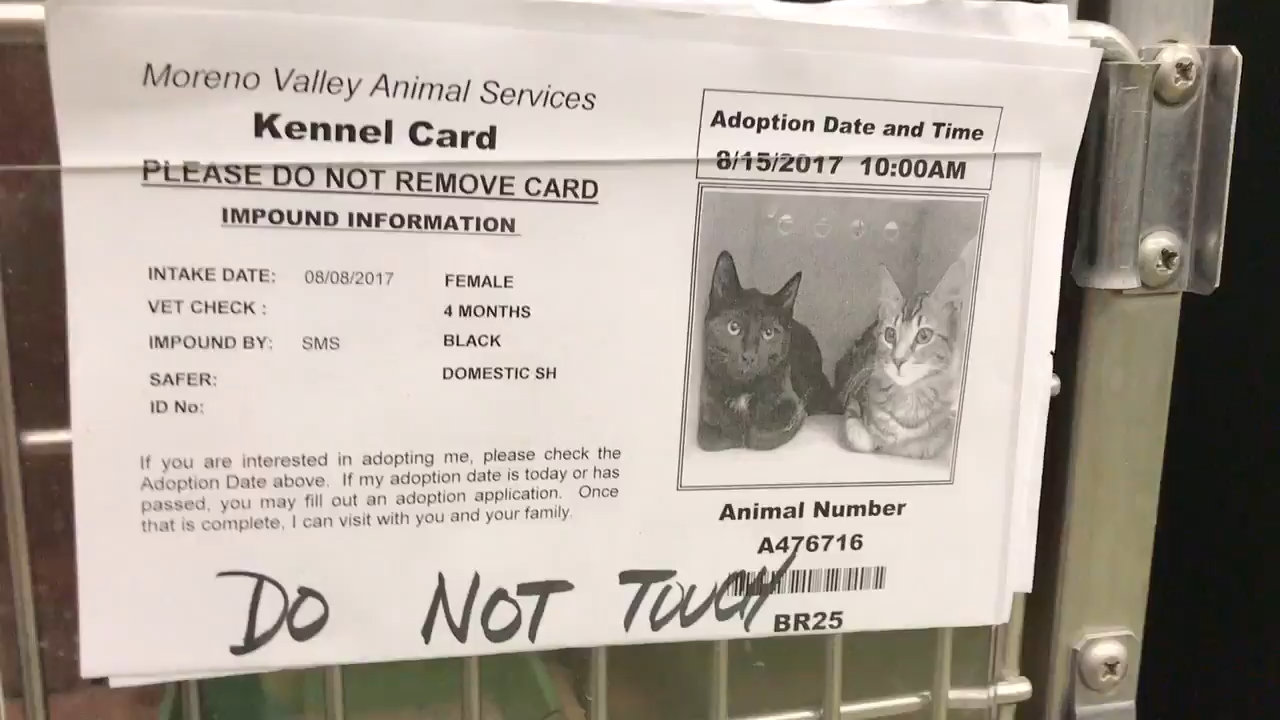 Moreno Valley Animal Services
Kennel Card
PLEASE DO NOT REMOVE CARD
IMPOUND INFORMATION
INTAKE DATE: 08/08/2017 FEMALE
VET CHECK : 4 MONTHS
IMPOUND BY: SMS BLACK
SAFER: DOMESTIC SH
ID No:
If you are interested in adopting me, please check the
Adoption Date above. If my adoption date is today or has
passed, you may fill out an adoption application. Once
that is complete, I can visit with you and your family.
Adoption Date and Time
8/15/2017 10:00AM
Animal Number
A476716
BR25
DO NOT TOUCH